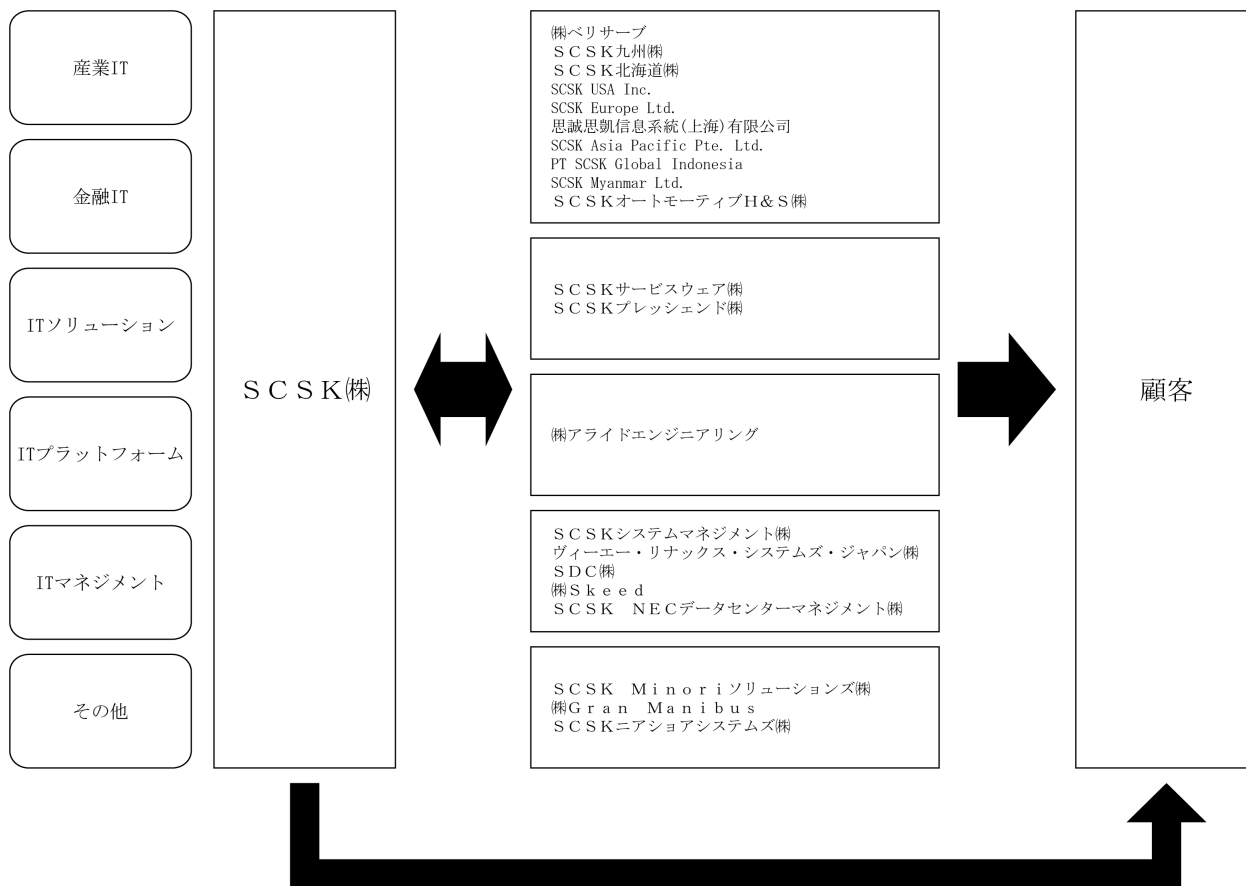 産業IT
金融IT
ITソリューション
ITプラットフォーム
ITマネジメント
その他
ＳＣＳＫ㈱
㈱ベリサーブ
ＳＣＳＫ九州㈱
ＳＣＳＫ北海道㈱
SCSK USA Inc.
SCSK Europe Ltd.
思誠思凱信息系統(上海)有限公司
SCSK Asia Pacific Pte. Ltd.
PT SCSK Global Indonesia
SCSK Myanmar Ltd.
ＳＣＳＫオートモーティブＨ＆Ｓ㈱
ＳＣＳＫサービスウェア㈱
ＳＣＳＫプレッシェンド㈱
㈱アライドエンジニアリング
ＳＣＳＫシステムマネジメント㈱
ヴィーエー・リナックス・システムズ・ジャパン㈱
ＳＤＣ㈱
㈱Ｓｋｅｅｄ
ＳＣＳＫ　ＮＥＣデータセンターマネジメント㈱
ＳＣＳＫ　Ｍｉｎｏｒｉソリューションズ㈱
㈱Ｇｒａｎ　Ｍａｎｉｂｕｓ
ＳＣＳＫニアショアシステムズ㈱
顧客